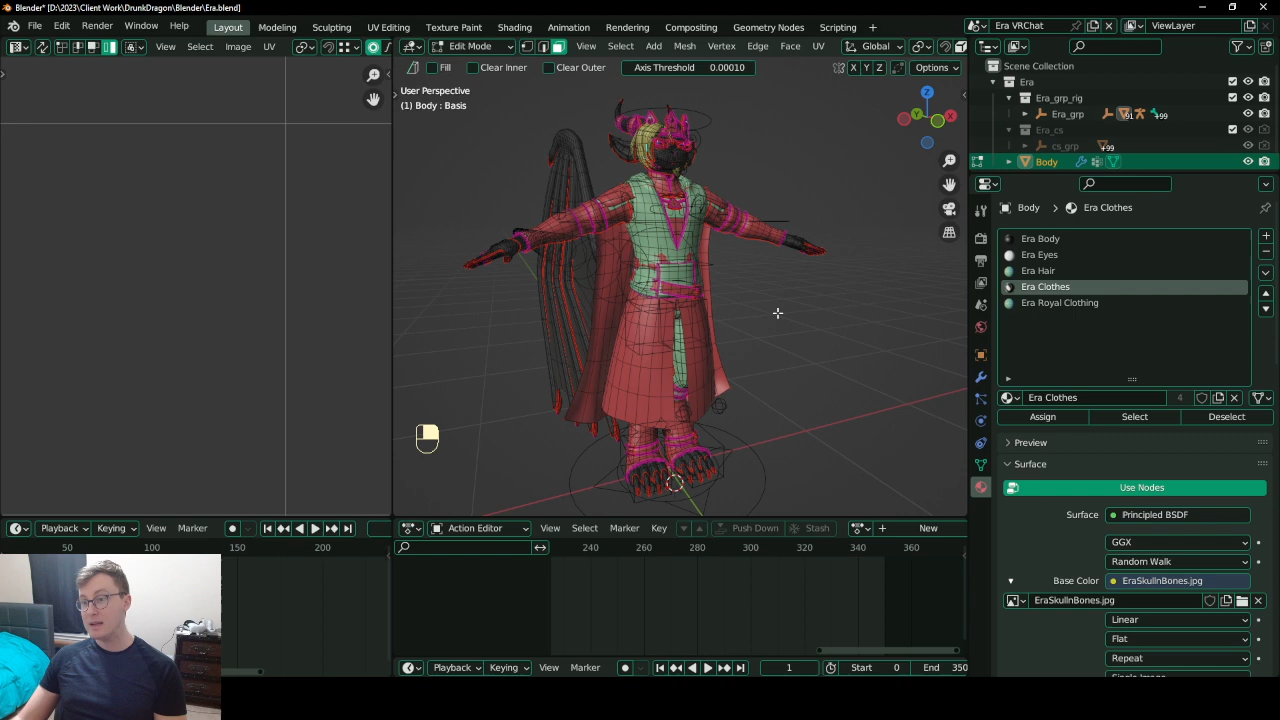 Blender* [D:\2023\Client Work\DrunkDragon\Blender\Era.blend]
File Edit Render Window Help Layout Modeling Sculpting UV Editing Texture Paint Shading Animation Rendering Compositing Geometry Nodes Scripting + Era VRChat ViewLayer
View Select Image UV Edit Mode View Select Add Mesh Vertex Edge Face UV Global
Fill Clear Inner Clear Outer Axis Threshold 0.00010 X Y Z Options
Scene Collection
Era
Era_grp_rig
Era_grp 91 +99
Era_cs
cs_grp +99
Body
User Perspective
(1) Body : Basis
Z
Y
X
Body > Era Clothes
Era Body
Era Eyes
Era Hair
Era Clothes
Era Royal Clothing
Era Clothes 4
Assign Select Deselect
Preview
Surface
Use Nodes
Surface Principled BSDF
GGX
Random Walk
Base Color EraSkullnBones.jpg
EraSkullnBones.jpg
Linear
Flat
Repeat
Single Image
Playback Keying View Marker Action Editor View Select Marker Key Push Down Stash New
50 100 150 200 240 260 280 300 320 340 360
Playback Keying View Marker 1 Start 0 End 350